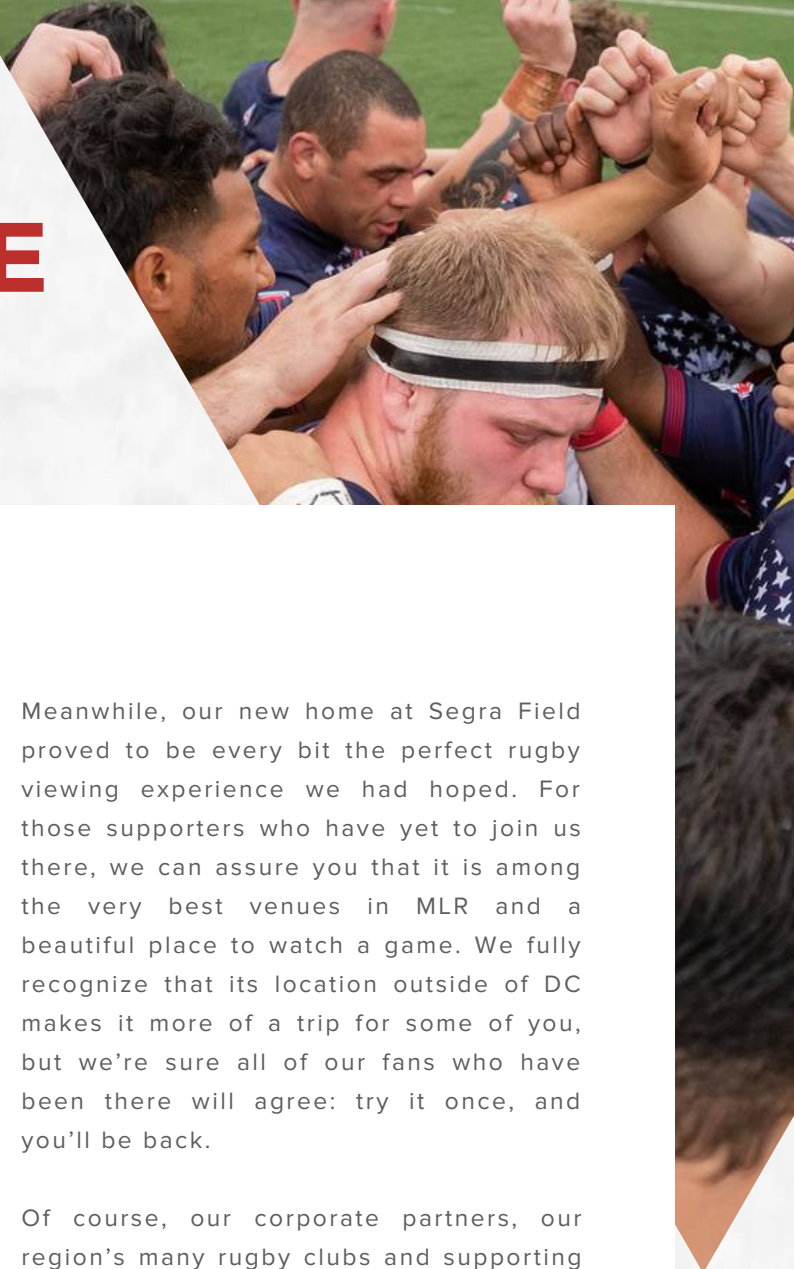 E
Meanwhile, our new home at Segra Field
proved to be every bit the perfect rugby
viewing experience we had hoped. For
those supporters who have yet to join us
there, we can assure you that it is among
the very best venues in MLR and a
beautiful place to watch a game. We fully
recognize that its location outside of DC
makes it more of a trip for some of you,
but we’re sure all of our fans who have
been there will agree: try it once, and
you’ll be back.
Of course, our corporate partners, our
region’s many rugby clubs and supporting